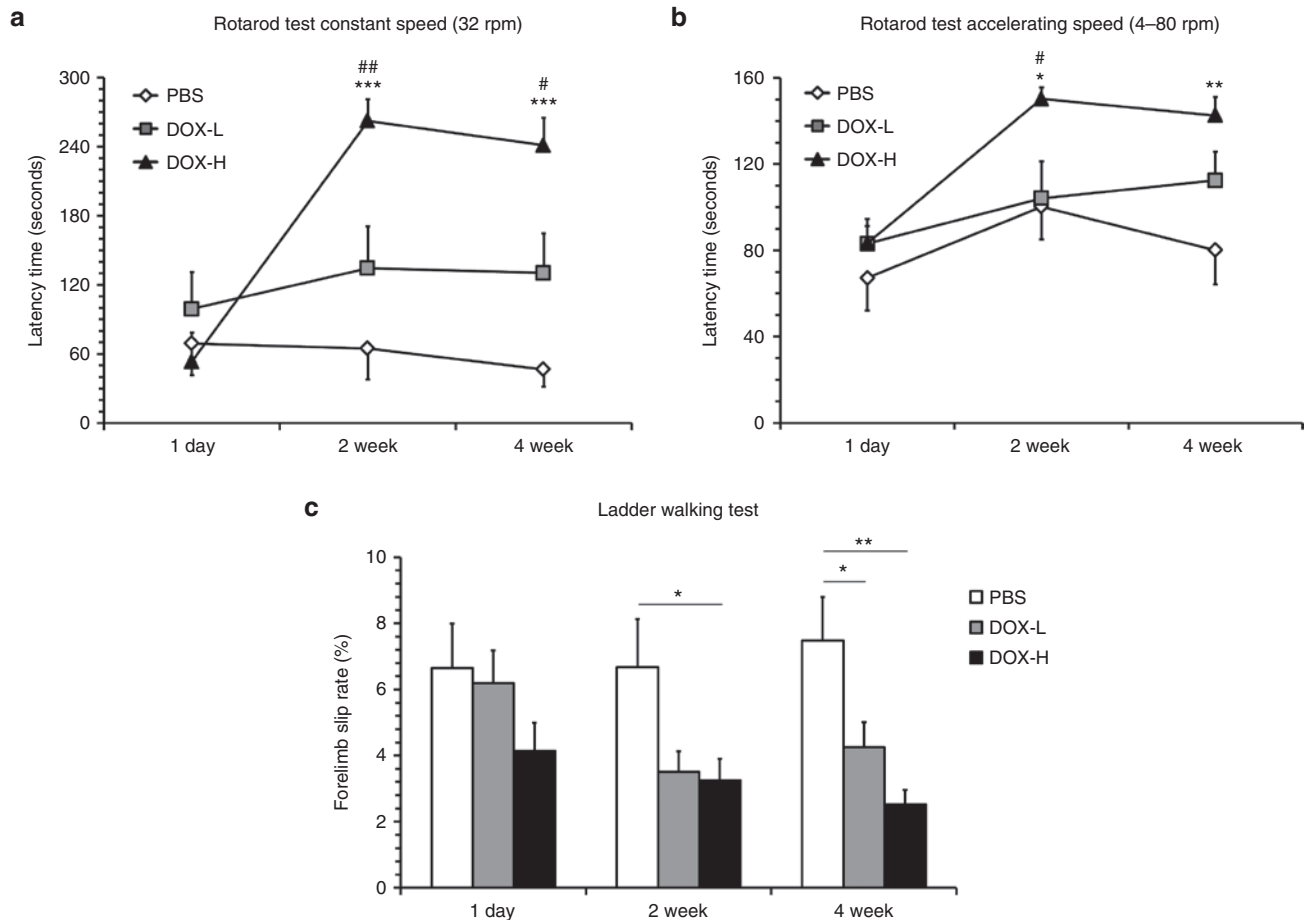 a
Rotarod test constant speed (32 rpm)
Latency time (seconds)
300
240
180
120
60
0
PBS
DOX-L
DOX-H
##
***
#
***
1 day
2 week
4 week
b
Rotarod test accelerating speed (4–80 rpm)
Latency time (seconds)
160
120
80
40
0
PBS
DOX-L
DOX-H
#
*
**
1 day
2 week
4 week
c
Ladder walking test
Forelimb slip rate (%)
10
8
6
4
2
0
*
**
*
PBS
DOX-L
DOX-H
1 day
2 week
4 week